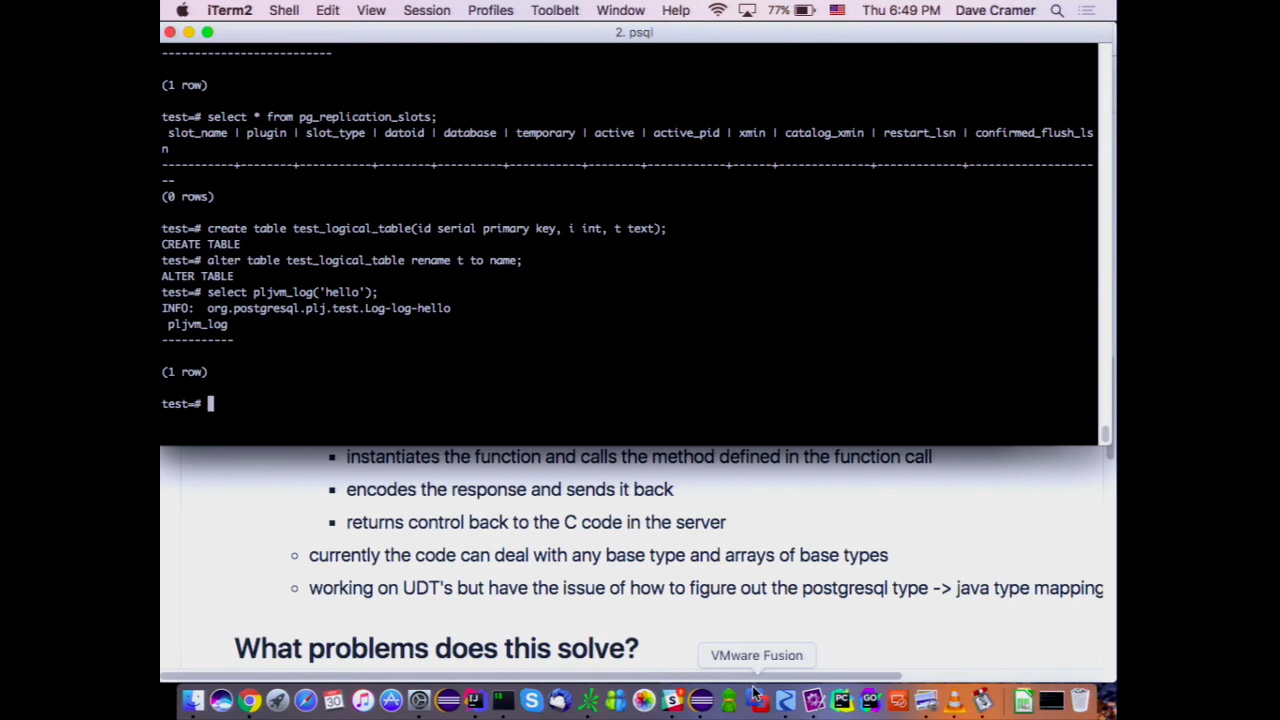 iTerm2 Shell Edit View Session Profiles Toolbelt Window Help 77% Thu 6:49 PM Dave Cramer
2. psql
--------------------------
(1 row)
test=# select * from pg_replication_slots;
slot_name | plugin | slot_type | datoid | database | temporary | active | active_pid | xmin | catalog_xmin | restart_lsn | confirmed_flush_ls
n
-----------+--------+-----------+--------+----------+-----------+--------+------------+------+--------------+-------------+-------------------
--
(0 rows)
test=# create table test_logical_table(id serial primary key, i int, t text);
CREATE TABLE
test=# alter table test_logical_table rename t to name;
ALTER TABLE
test=# select pljvm_log('hello');
INFO:  org.postgresql.plj.test.Log-log-hello
pljvm_log
-----------
(1 row)
test=#
instantiates the function and calls the method defined in the function call
encodes the response and sends it back
returns control back to the C code in the server
currently the code can deal with any base type and arrays of base types
working on UDT's but have the issue of how to figure out the postgresql type -> java type mapping
What problems does this solve?
VMware Fusion
30 PC GO